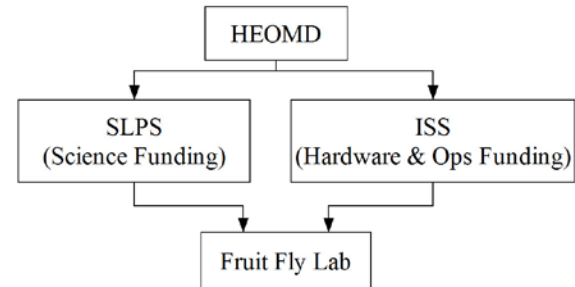 HEOMD
SLPS
(Science Funding)
ISS
(Hardware & Ops Funding)
Fruit Fly Lab